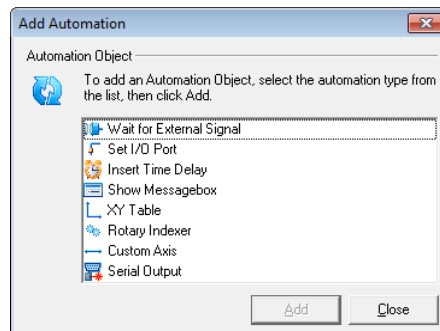 Add Automation
Automation Object
To add an Automation Object, select the automation type from
the list, then click Add.
Wait for External Signal
Set I/O Port
Insert Time Delay
Show Messagebox
XY Table
Rotary Indexer
Custom Axis
Serial Output
Add
Close